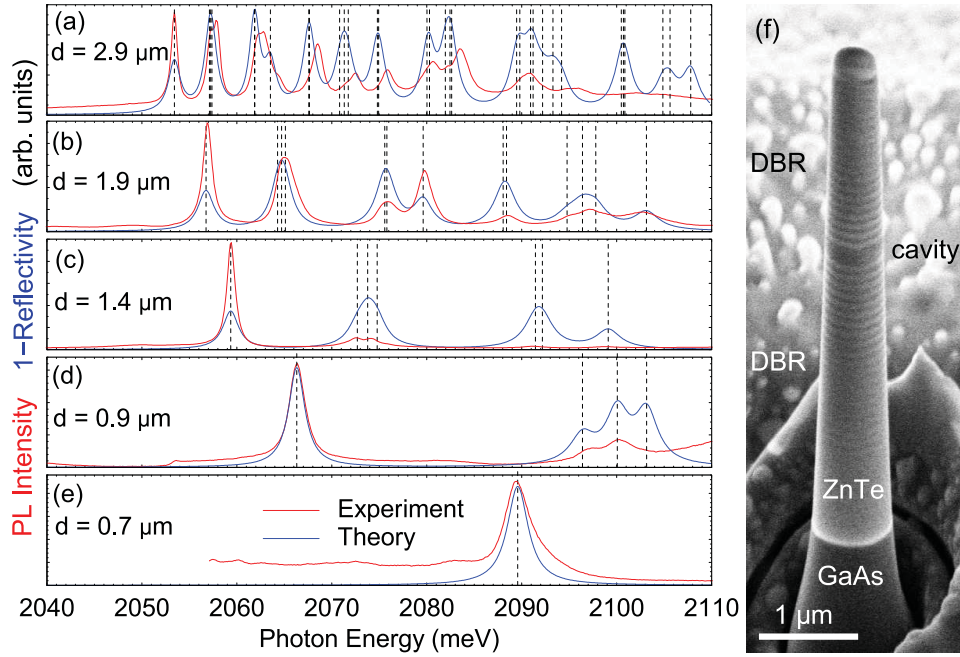 PL Intensity 1−Reflectivity (arb. units)
(a)
d = 2.9 µm
(b)
d = 1.9 µm
(c)
d = 1.4 µm
(d)
d = 0.9 µm
(e)
d = 0.7 µm
Experiment
Theory
2040 2050 2060 2070 2080 2090 2100 2110
Photon Energy (meV)
(f)
DBR
cavity
DBR
ZnTe
GaAs
1 µm